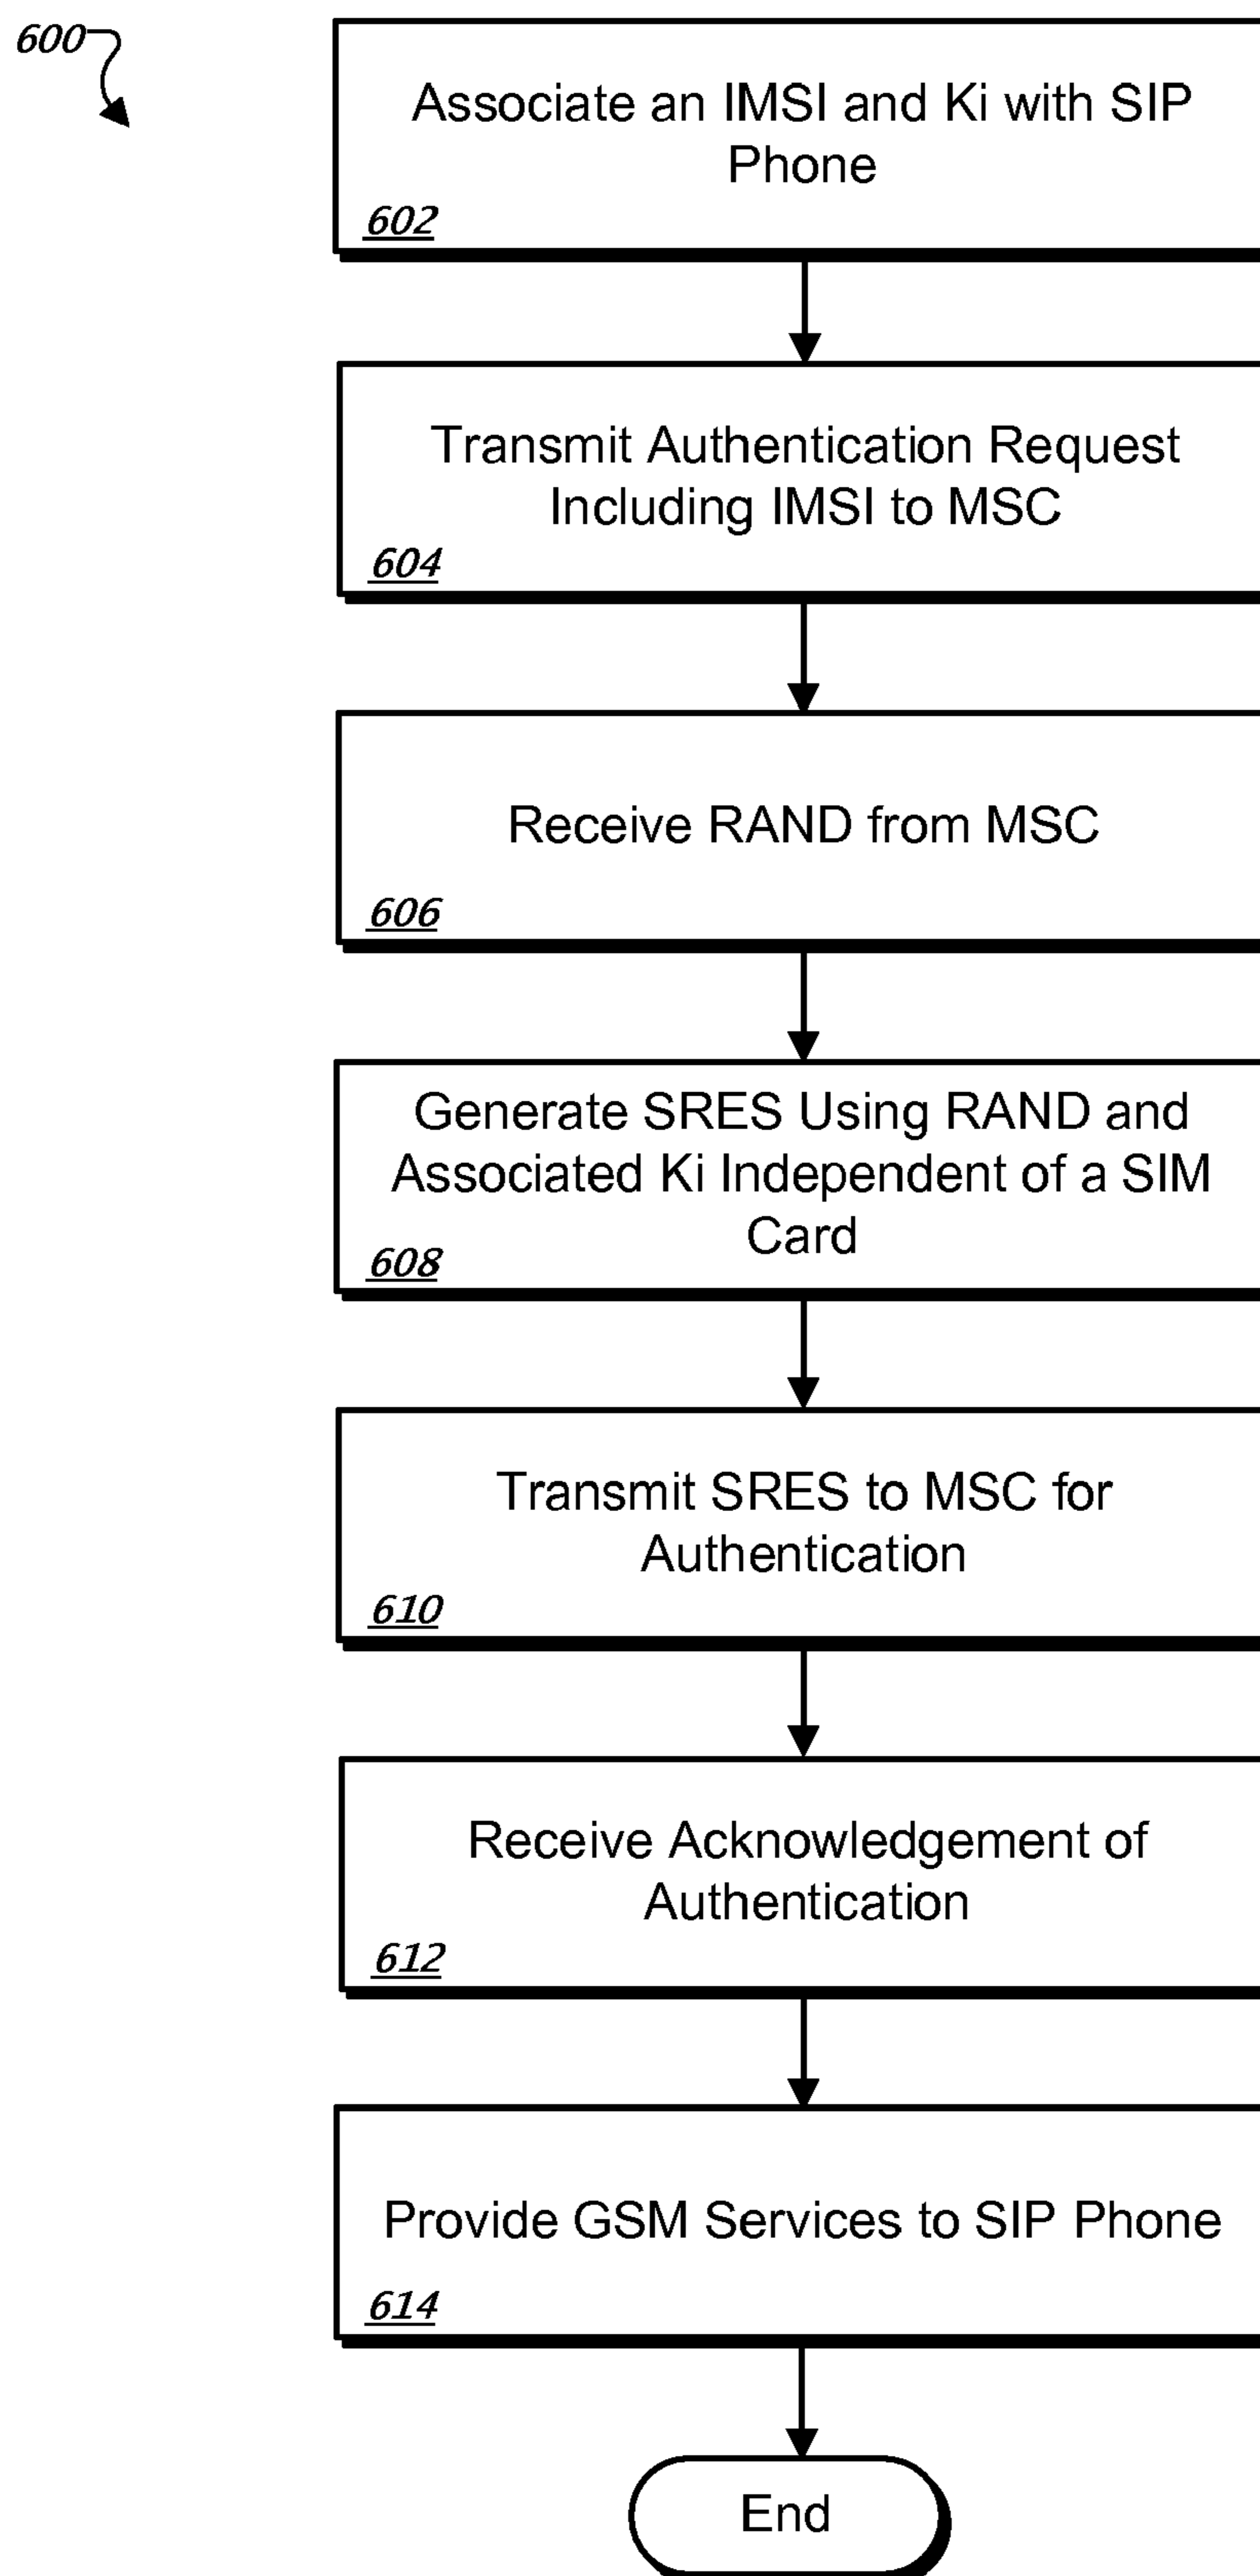 600
Associate an IMSI and Ki with SIP
Phone
602
Transmit Authentication Request
Including IMSI to MSC
604
Receive RAND from MSC
606
Generate SRES Using RAND and
Associated Ki Independent of a SIM
Card
608
Transmit SRES to MSC for
Authentication
610
Receive Acknowledgement of
Authentication
612
Provide GSM Services to SIP Phone
614
End